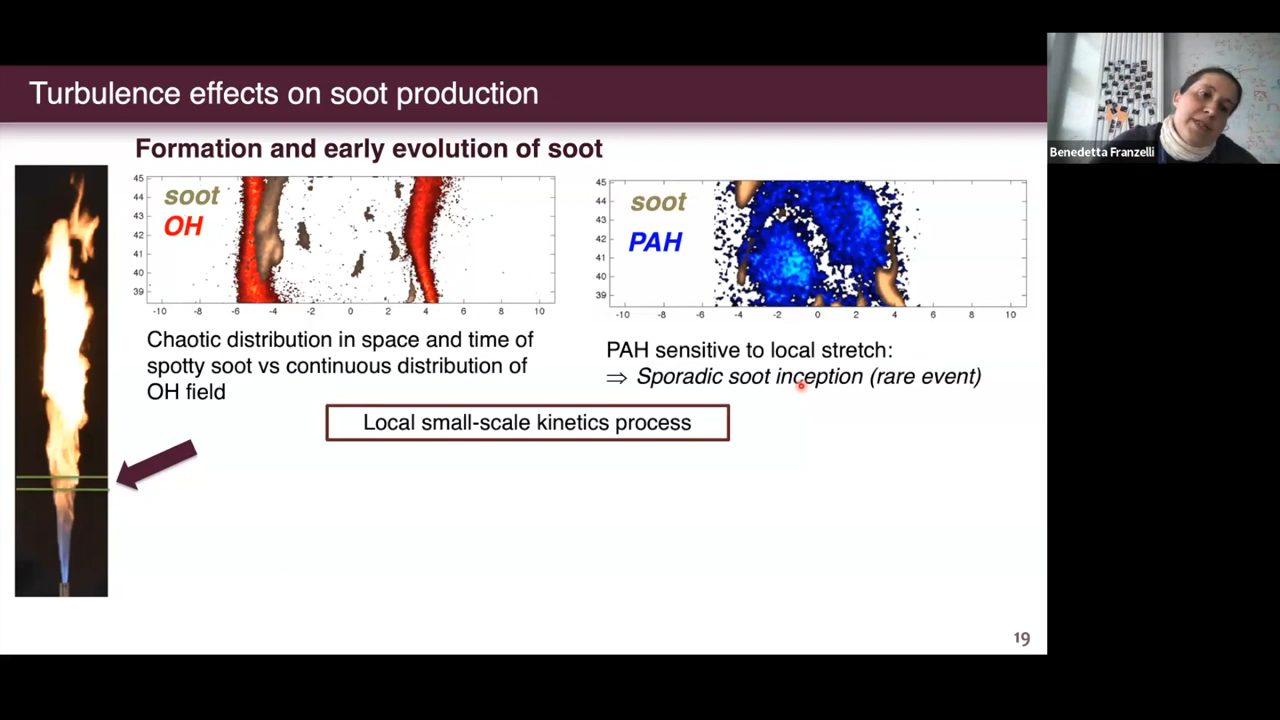 Turbulence effects on soot production
Benedetta Franzelli
Formation and early evolution of soot
45
43
42
41
40
39
-10
-8
-6
-4
-2
0
2
4
6
8
10
soot
OH
45
43
42
41
40
39
-10
-8
-6
-4
-2
0
2
4
6
8
10
soot
PAH
Chaotic distribution in space and time of
spotty soot vs continuous distribution of
OH field
PAH sensitive to local stretch:
⇒ Sporadic soot inception (rare event)
Local small-scale kinetics process
19